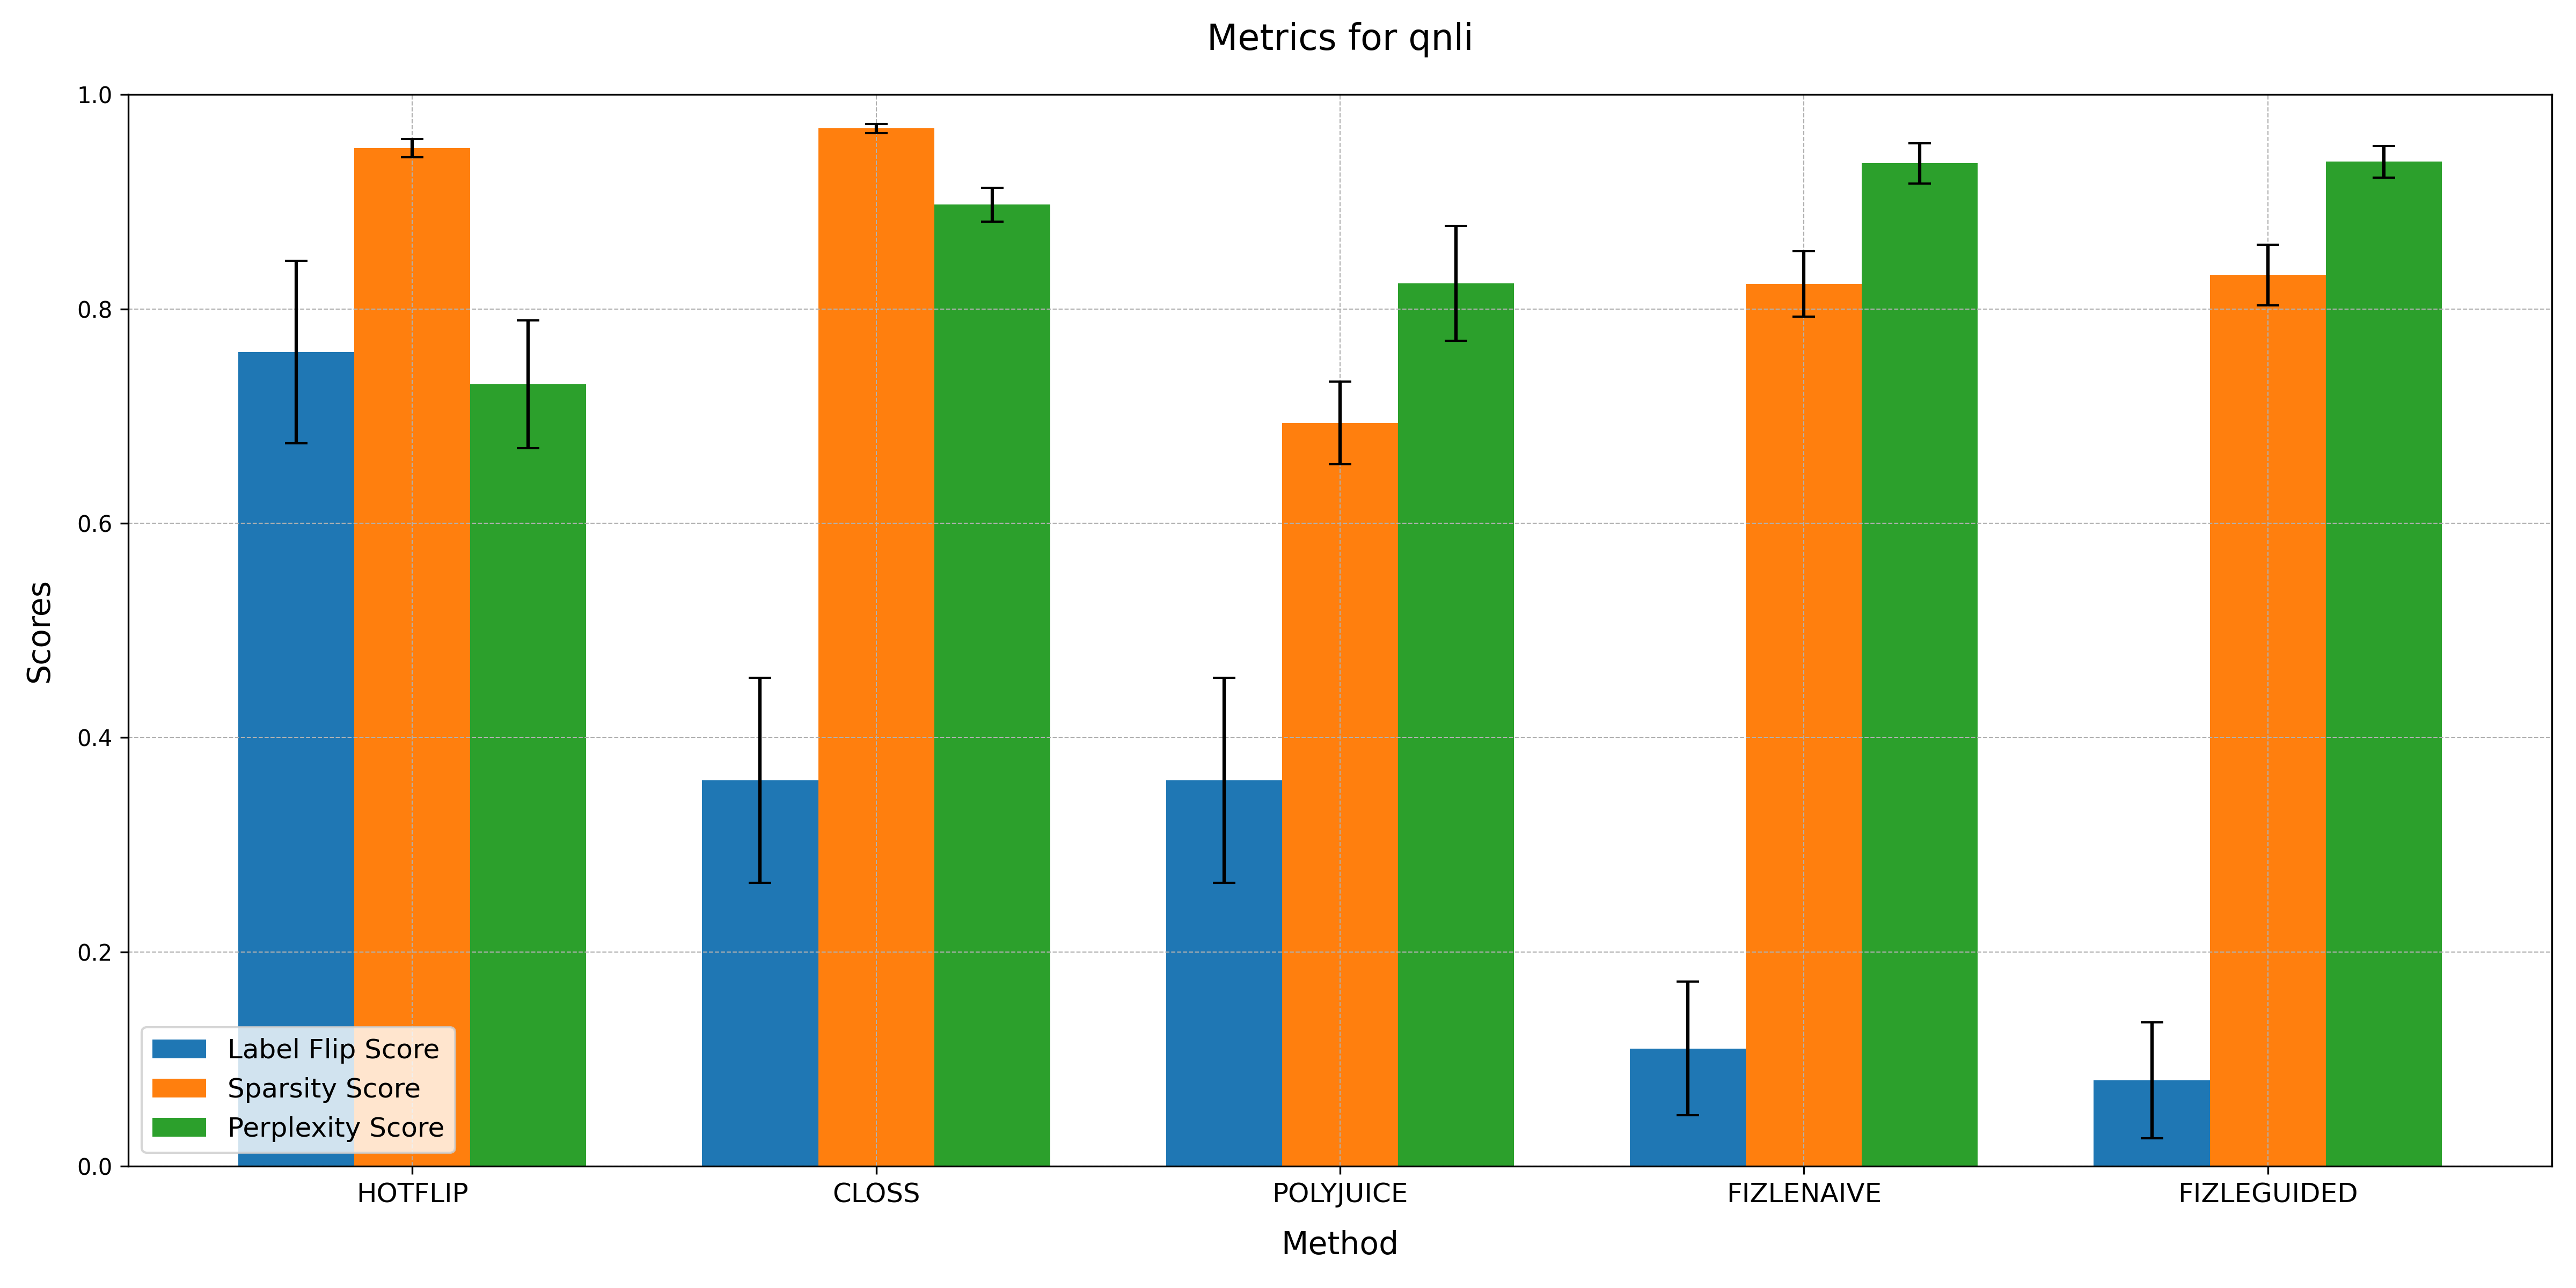 Metrics for qnli
1.0
0.8
0.6
0.4
0.2
0.0
Scores
Label Flip Score
Sparsity Score
Perplexity Score
HOTFLIP CLOSS POLYJUICE FIZLENAIVE FIZLEGUIDED
Method